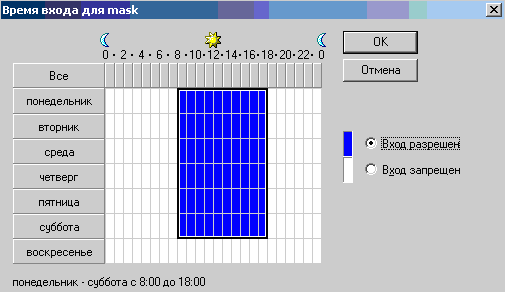 Время входа для mask
OK
0 · 2 · 4 · 6 · 8 · 10 · 12 · 14 · 16 · 18 · 20 · 22 · 0
Отмена
Все
понедельник
вторник
среда
четверг
пятница
суббота
воскресенье
Вход разрешен
Вход запрещен
понедельник - суббота с 8:00 до 18:00